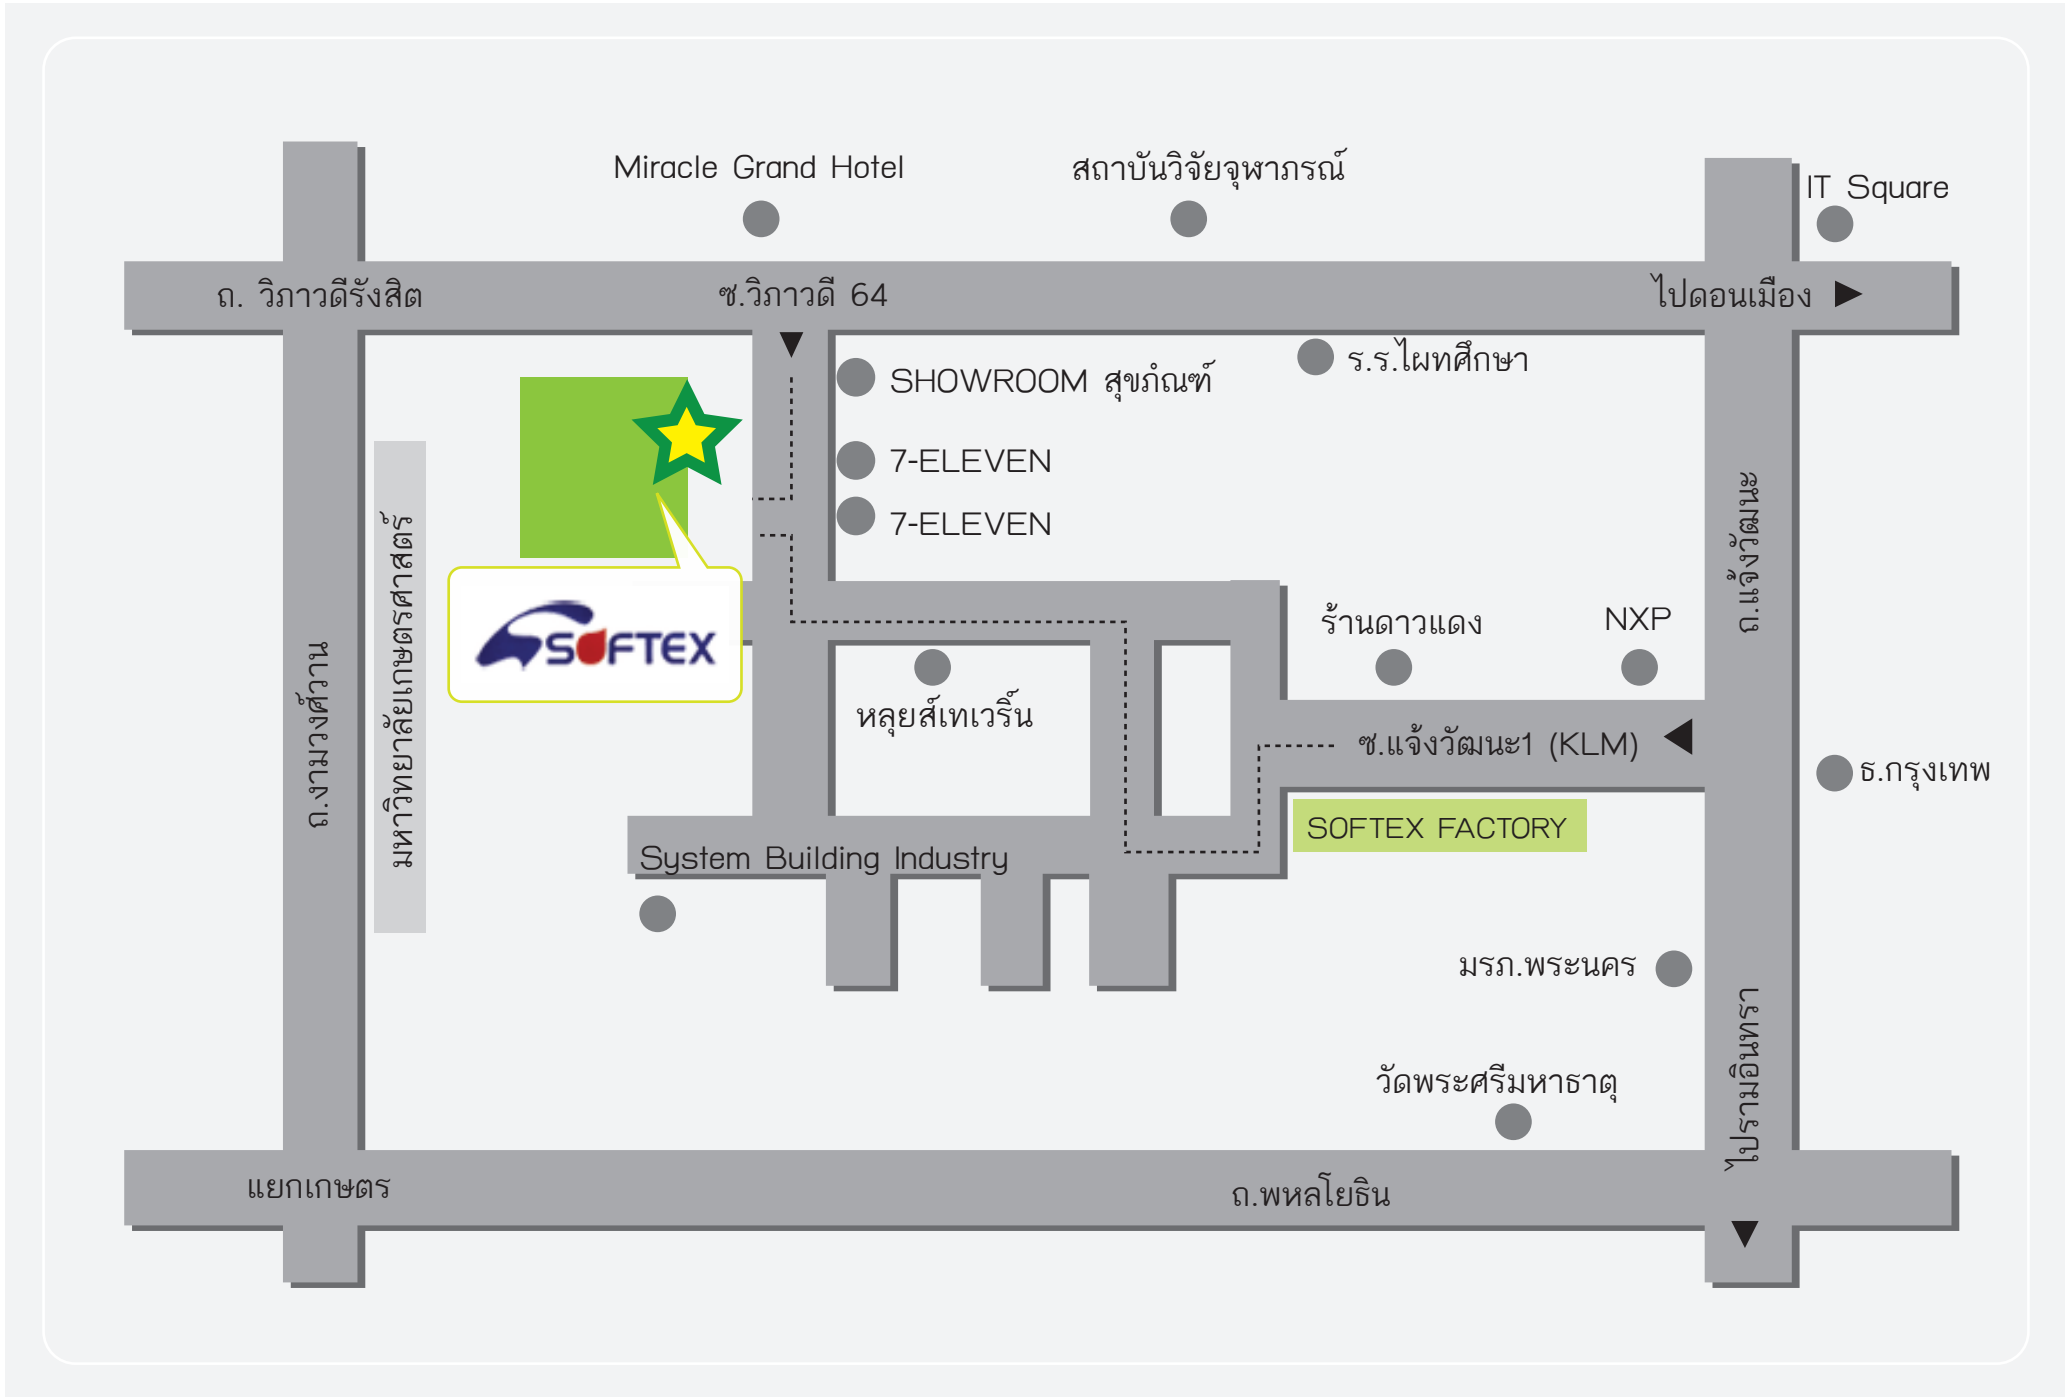 Miracle Grand Hotel
สถาบันวิจัยจุฬาภรณ์
IT Square
ถ. วิภาวดีรังสิต
ซ.วิภาวดี 64
ไปดอนเมือง
SHOWROOM สุขภัณฑ์
ร.ร.ไผทศึกษา
7-ELEVEN
7-ELEVEN
มหาวิทยาลัยเกษตรศาสตร์
ถ.งามวงศ์วาน
SOFTEX
ถ.แจ้งวัฒนะ
ร้านดาวแดง
NXP
หลุยส์เทเวริ์น
ซ.แจ้งวัฒนะ1 (KLM)
ธ.กรุงเทพ
SOFTEX FACTORY
System Building Industry
มรภ.พระนคร
วัดพระศรีมหาธาตุ
ไปรามอินทรา
แยกเกษตร
ถ.พหลโยธิน